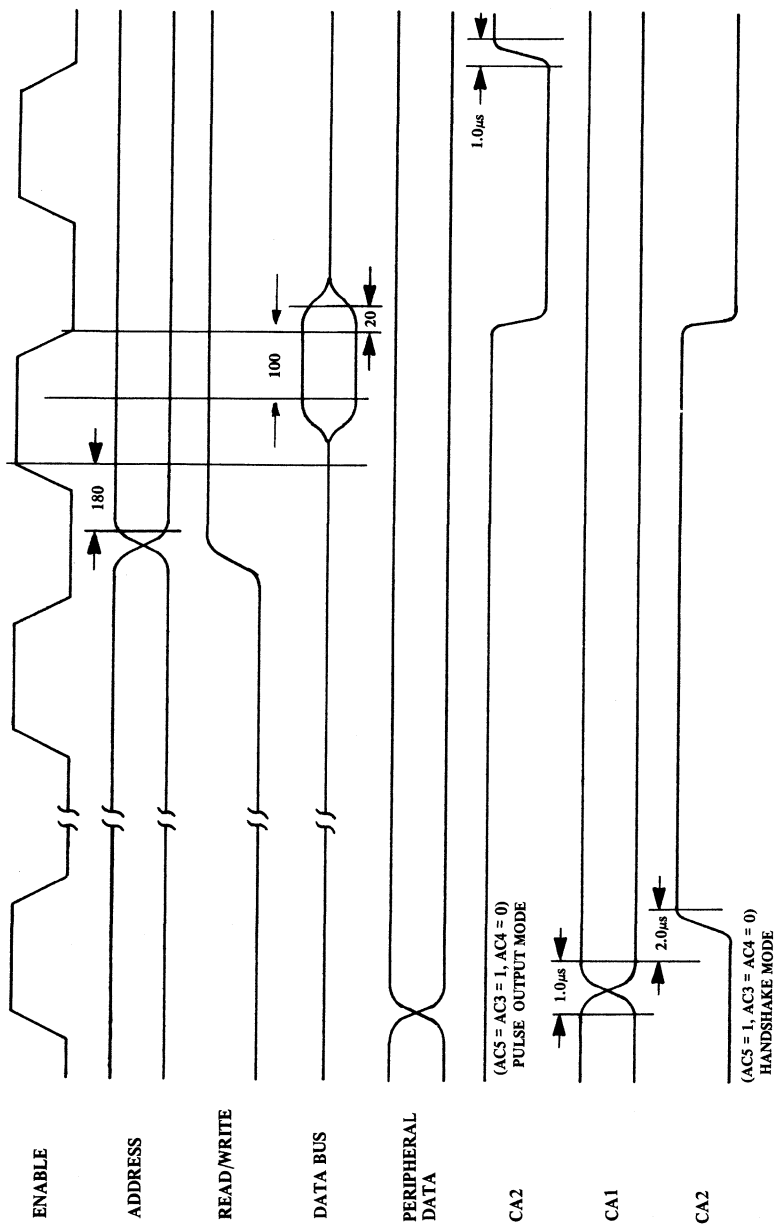 ENABLE
180
ADDRESS
READ/WRITE
100
DATA BUS
20
PERIPHERAL
DATA
1.0µs
CA2
(AC5 = AC3 = 1, AC4 = 0)
PULSE OUTPUT MODE
1.0µs
CA1
2.0µs
CA2
(AC5 = 1, AC3 = AC4 = 0)
HANDSHAKE MODE